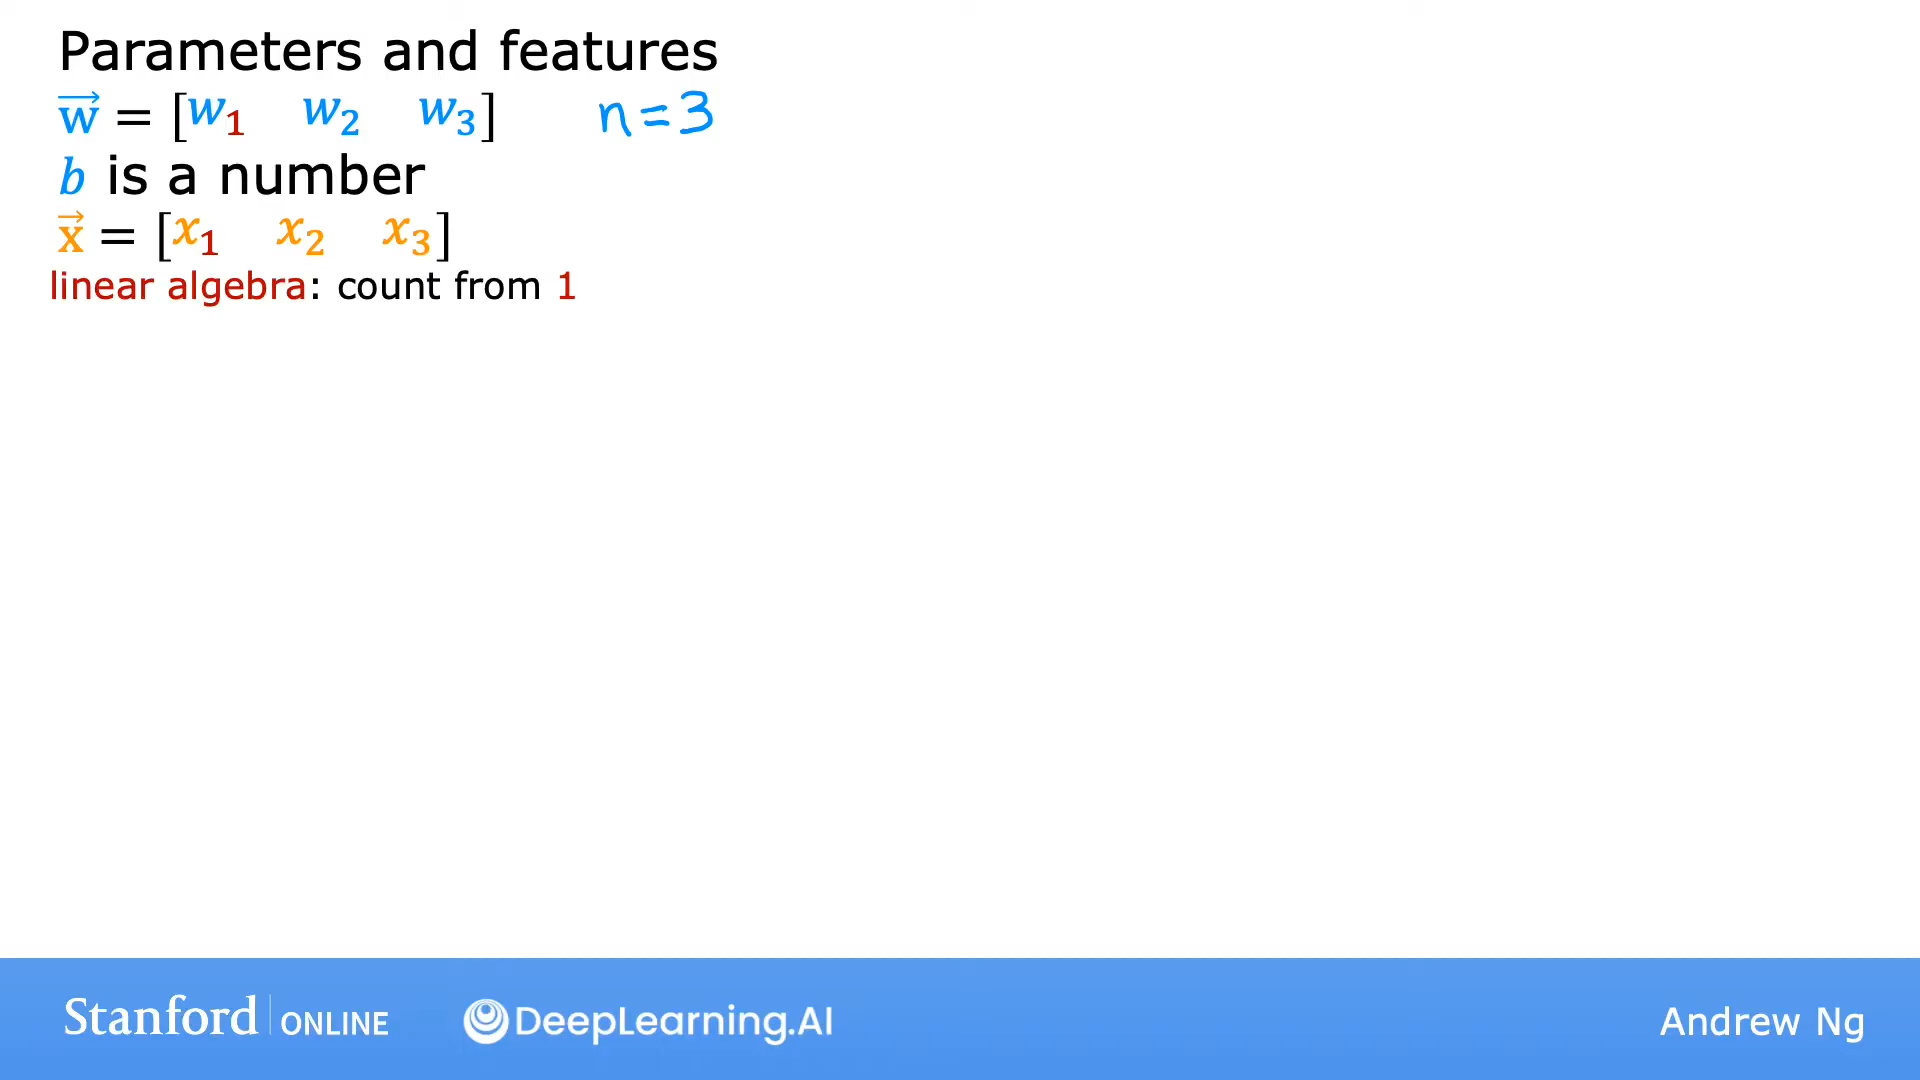 Parameters and features
w⃗ = [w₁ w₂ w₃] n=3
b is a number
x⃗ = [x₁ x₂ x₃]
linear algebra: count from 1
Stanford | ONLINE DeepLearning.AI Andrew Ng